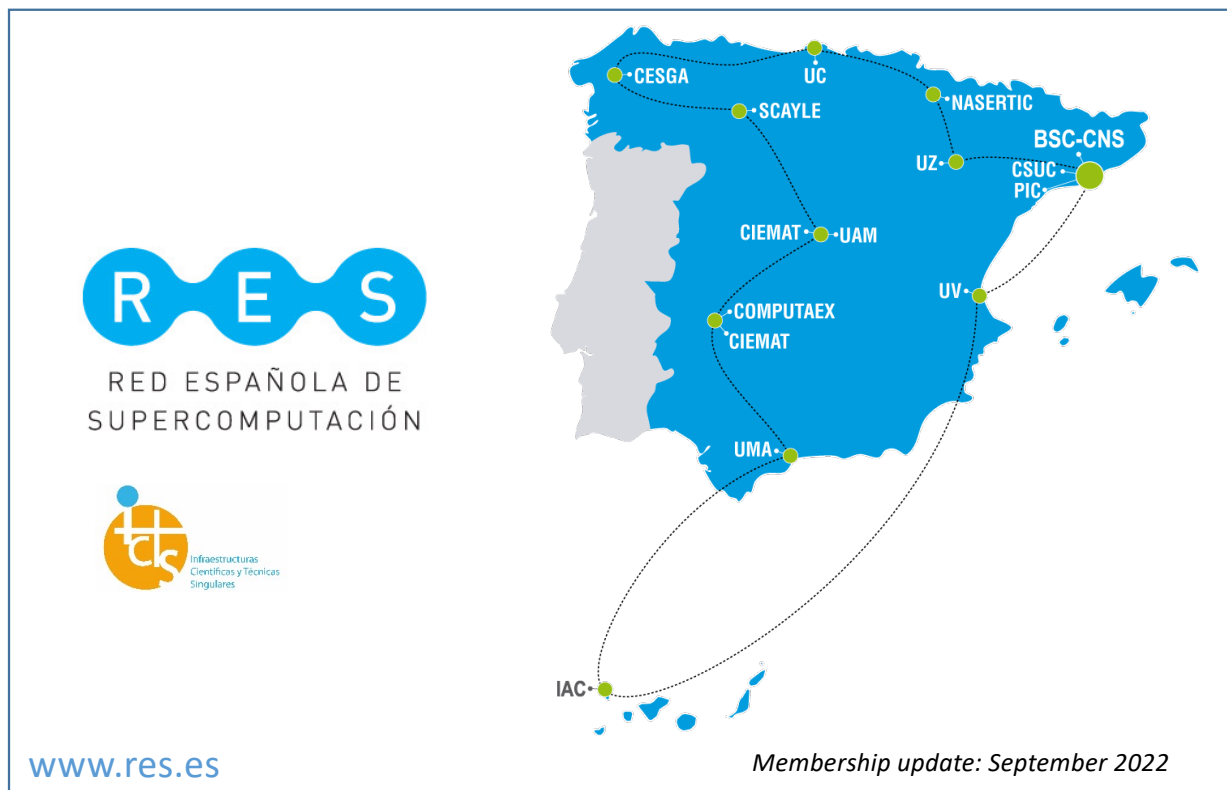 R E S
RED ESPAÑOLA DE
SUPERCOMPUTACIÓN
icts
Infraestructuras
Científicas y Técnicas
Singulares
CESGA
UC
SCAYLE
NASERTIC
BSC-CNS
UZ
CSUC
PIC
CIEMAT
UAM
UV
COMPUTAEX
CIEMAT
UMA
IAC
www.res.es
Membership update: September 2022